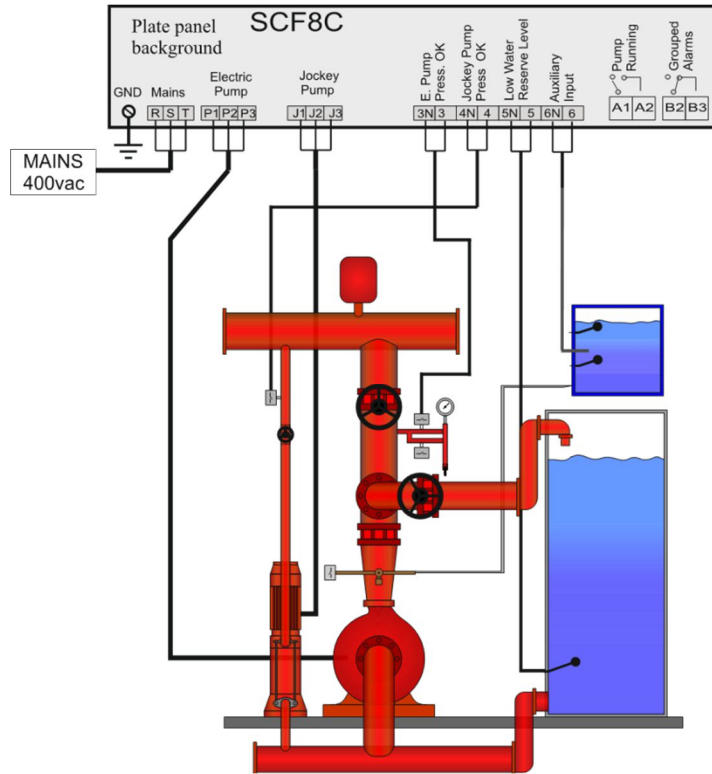 Plate panel
background
SCF8C
GND
Mains
Electric
Pump
Jockey
Pump
E. Pump
Press. OK
Jockey Pump
Press OK
Low Water
Reserve Level
Auxiliary
Input
Pump
Running
Grouped
Alarms
R S T
P1 P2 P3
J1 J2 J3
3N 3 4N 4 5N 5 6N 6
A1 A2
B2 B3
MAINS
400vac